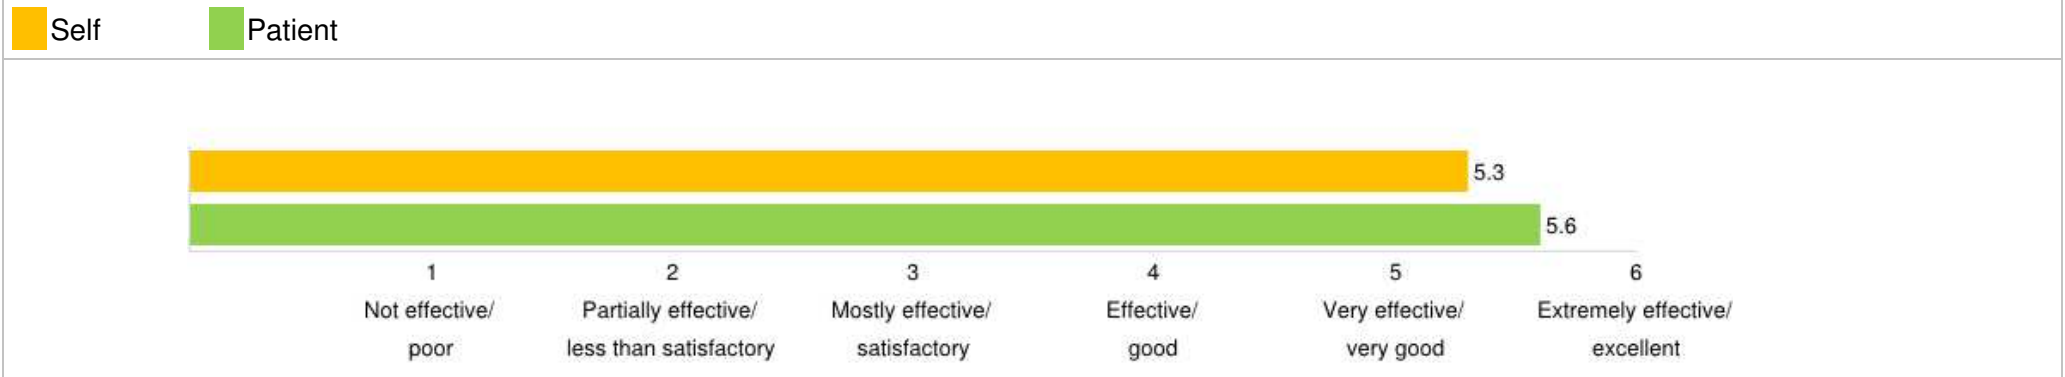 Self Patient
5.3
5.6
1 2 3 4 5 6
Not effective/ Partially effective/ Mostly effective/ Effective/ Very effective/ Extremely effective/
poor less than satisfactory satisfactory good very good excellent